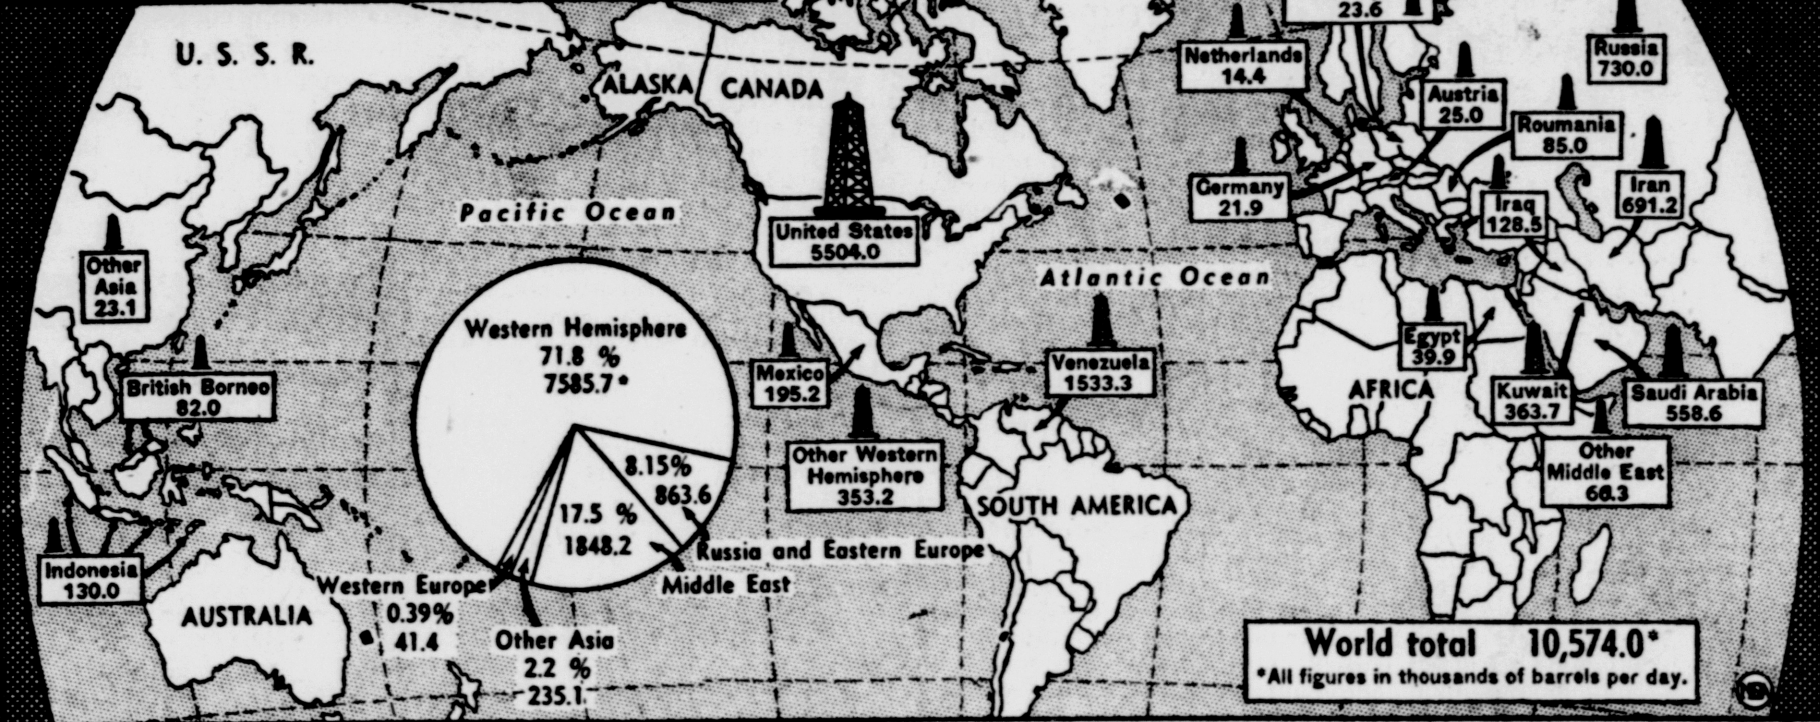 23.6
U. S. S. R.
Netherlands
14.4
Russia
730.0
ALASKA
CANADA
Austria
25.0
Roumania
85.0
Germany
21.9
Iraq
128.5
Iran
691.2
Pacific Ocean
United States
5504.0
Atlantic Ocean
Other
Asia
23.1
Western Hemisphere
71.8 %
7585.7*
Mexico
195.2
Venezuela
1533.3
Egypt
39.9
AFRICA
Kuwait
363.7
Saudi Arabia
558.6
British Borneo
82.0
Other Western
Hemisphere
353.2
Other
Middle East
66.3
8.15%
863.6
17.5 %
1848.2
SOUTH AMERICA
Russia and Eastern Europe
Middle East
Indonesia
130.0
Western Europe
0.39%
41.4
AUSTRALIA
Other Asia
2.2 %
235.1
World total 10,574.0*
*All figures in thousands of barrels per day.